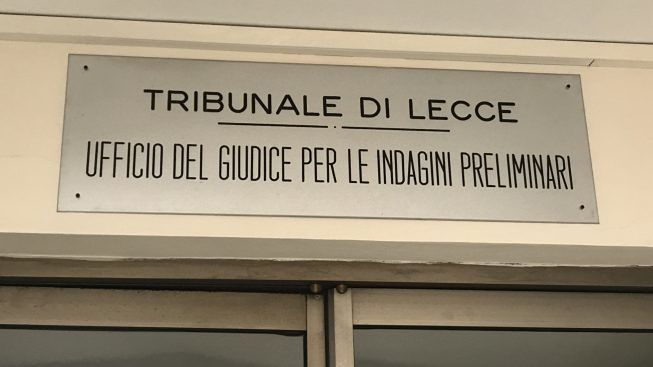 TRIBUNALE DI LECCE
UFFICIO DEL GIUDICE PER LE INDAGINI PRELIMINARI